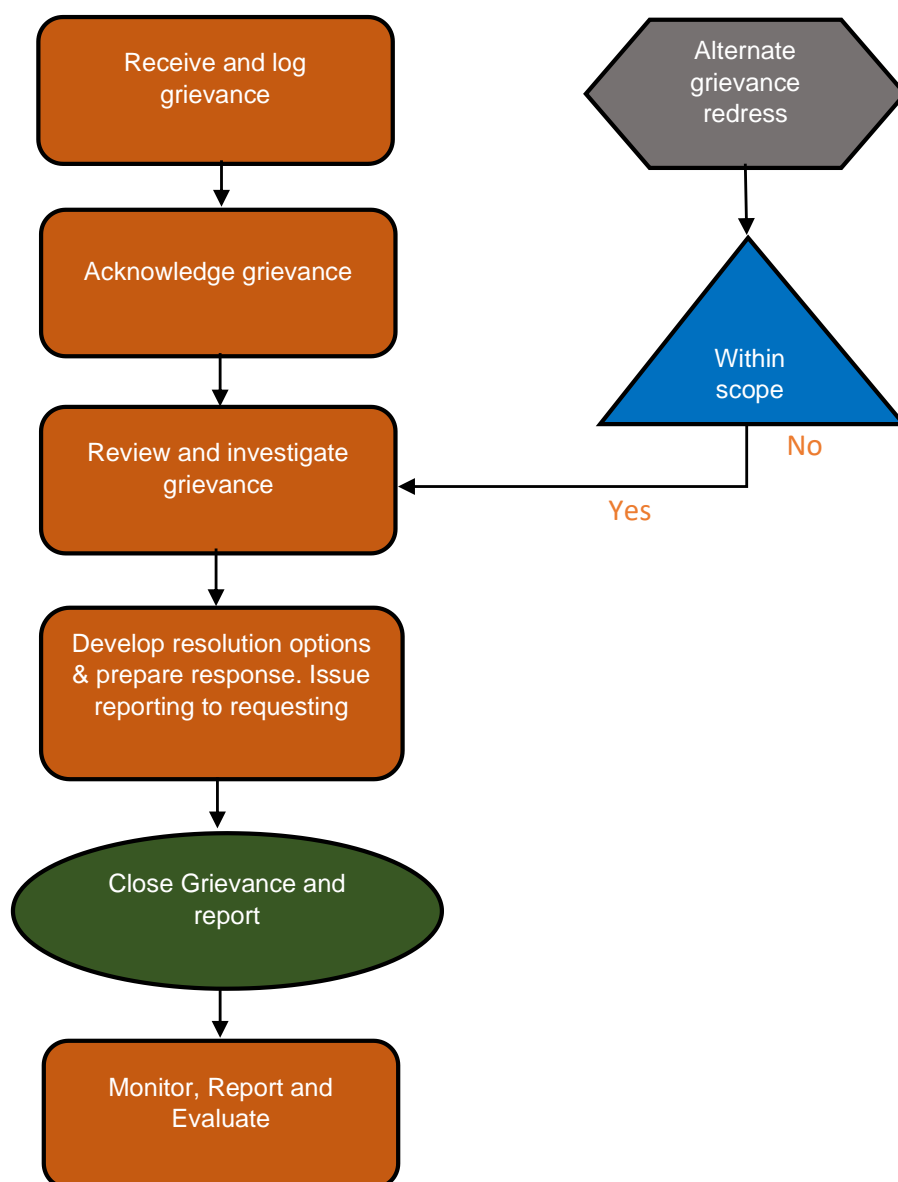 Receive and log
grievance
Alternate
grievance
redress
Acknowledge grievance
Within
scope
No
Review and investigate
grievance
Yes
Develop resolution options
& prepare response. Issue
reporting to requesting
Close Grievance and
report
Monitor, Report and
Evaluate